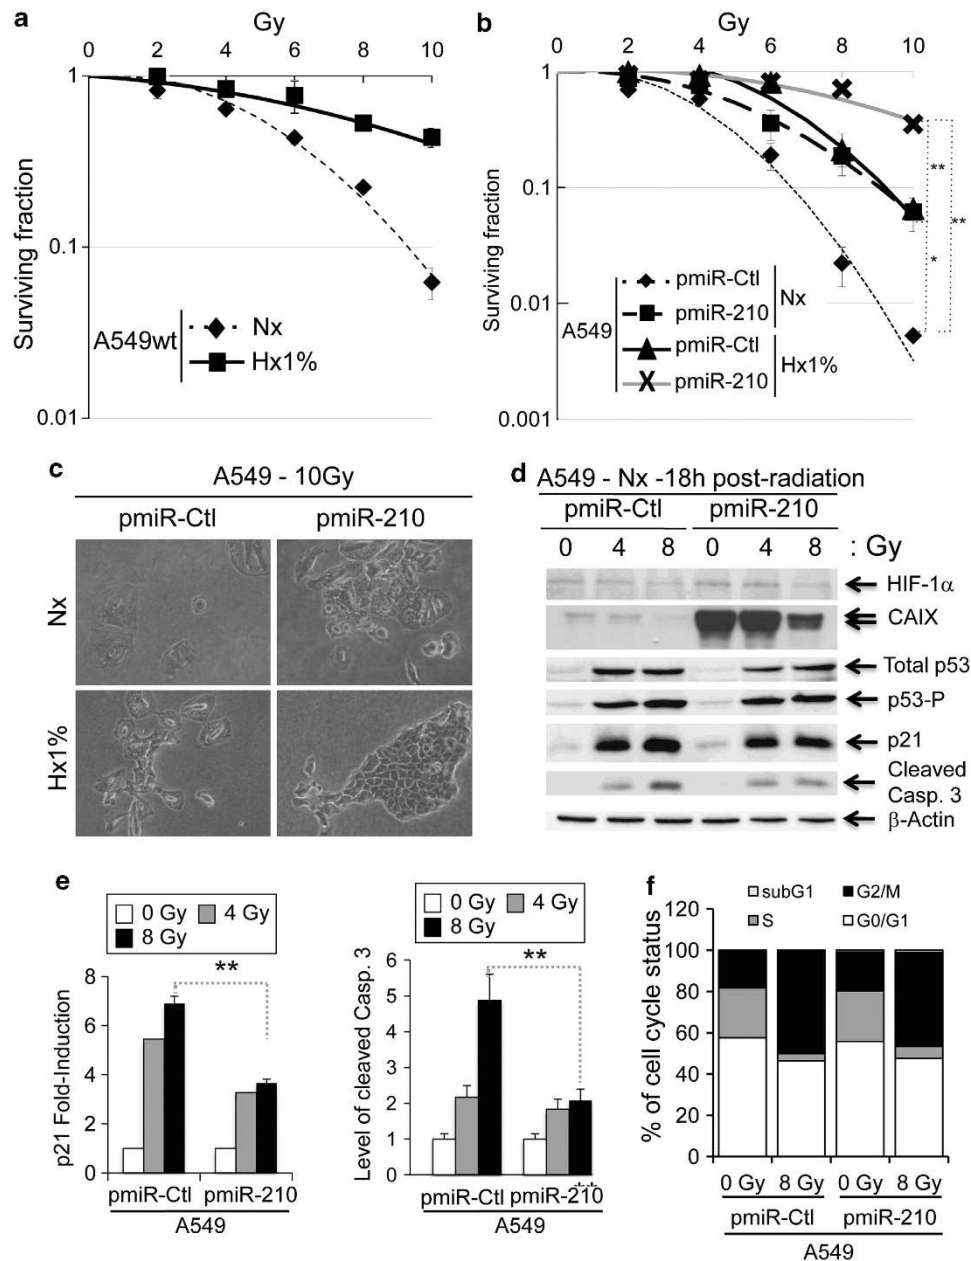 a
Gy
0 2 4 6 8 10
1
0.1
0.01
Surviving fraction
A549wt
Nx
Hx1%
b
Gy
0 2 4 6 8 10
1
0.1
0.01
0.001
Surviving fraction
**
**
*
A549
pmiR-Ctl
pmiR-210
Nx
pmiR-Ctl
pmiR-210
Hx1%
c
A549 - 10Gy
pmiR-Ctl pmiR-210
Nx
Hx1%
d
A549 - Nx -18h post-radiation
pmiR-Ctl pmiR-210
0 4 8 0 4 8 : Gy
HIF-1α
CAIX
Total p53
p53-P
p21
Cleaved
Casp. 3
β-Actin
e
0 Gy 4 Gy
8 Gy
**
8
6
4
2
0
p21 Fold-Induction
pmiR-Ctl pmiR-210
A549
0 Gy 4 Gy
8 Gy
**
6
5
4
3
2
1
0
Level of cleaved Casp. 3
pmiR-Ctl pmiR-210
**
A549
f
subG1 G2/M
S G0/G1
120
100
80
60
40
20
0
% of cell cycle status
0 Gy 8 Gy 0 Gy 8 Gy
pmiR-Ctl pmiR-210
A549